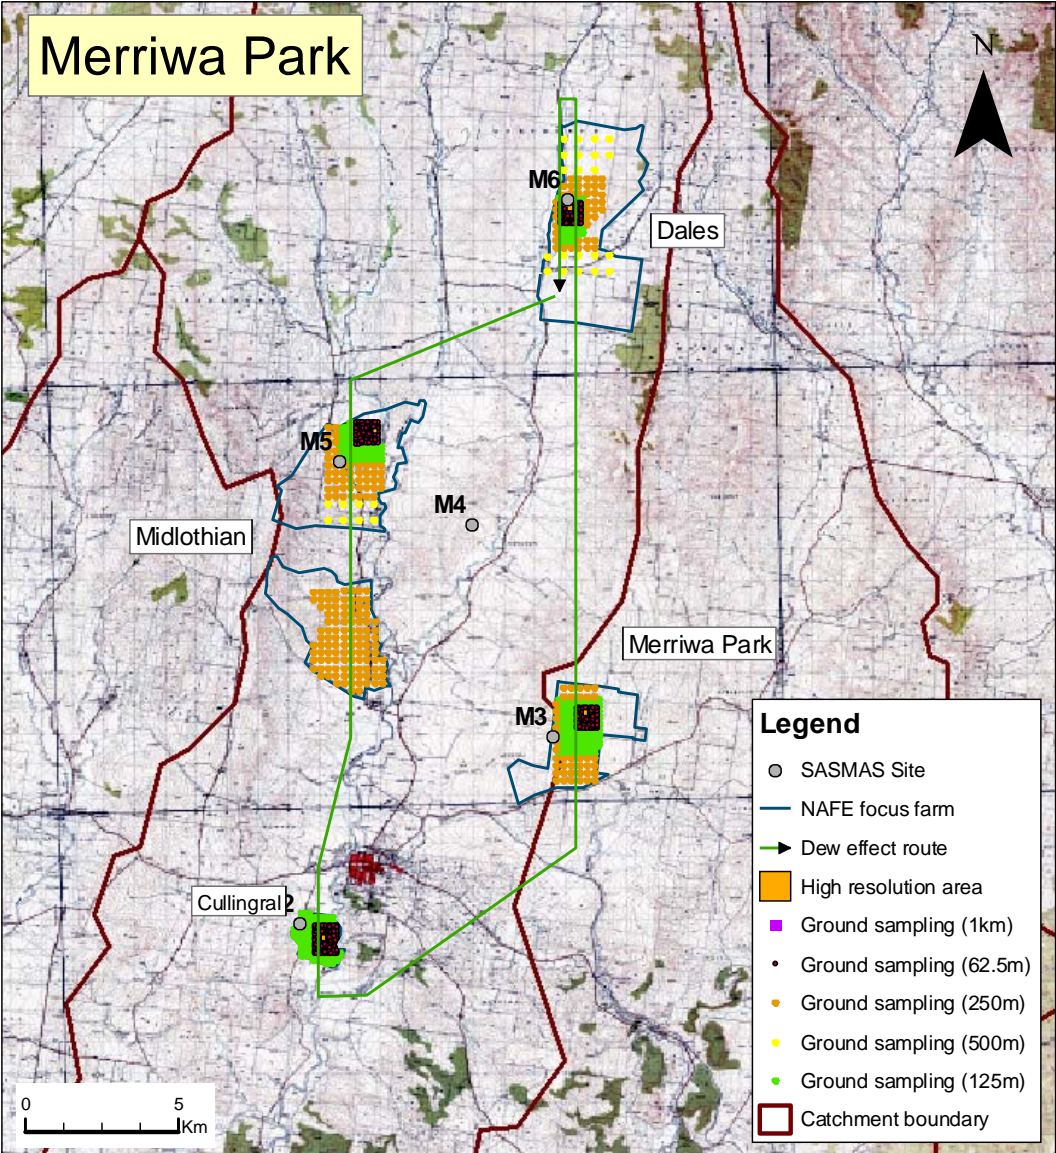 Merriwa Park
N
M6
Dales
M5
M4
Midlothian
Merriwa Park
M3
Cullingral
2
Legend
SASMAS Site
NAFE focus farm
Dew effect route
High resolution area
Ground sampling (1km)
Ground sampling (62.5m)
Ground sampling (250m)
Ground sampling (500m)
Ground sampling (125m)
Catchment boundary
0 5
Km